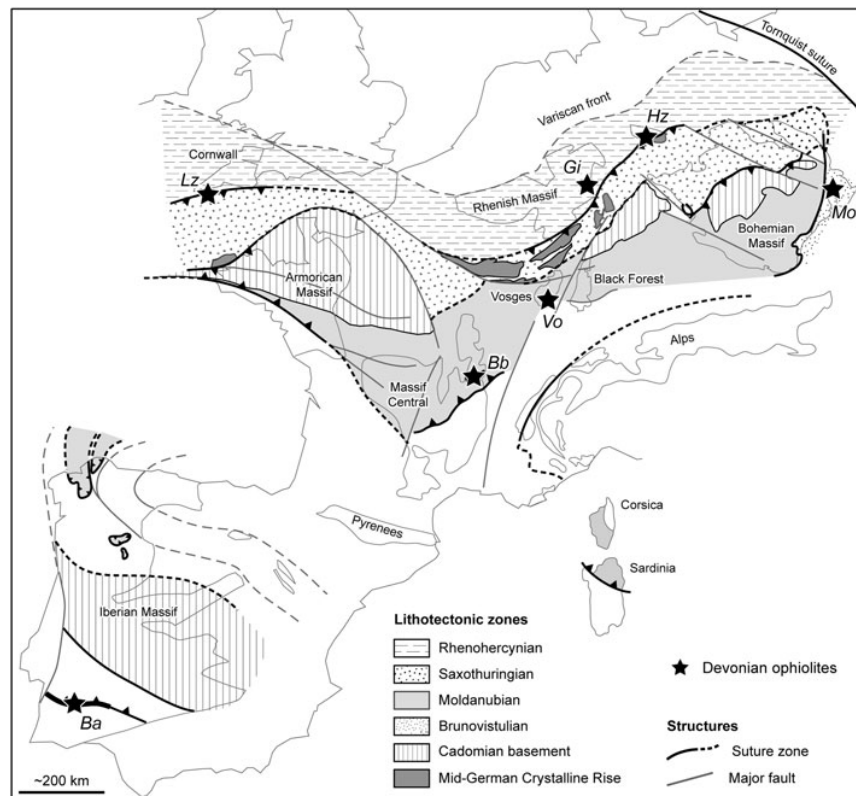 Tornquist suture
Variscan front
Hz
Cornwall
Gi
Lz
Rhenish Massif
Mo
Bohemian
Massif
Armorican
Massif
Vosges
Black Forest
Vo
Alps
Bb
Massif
Central
Corsica
Pyrenees
Sardinia
Iberian Massif
Lithotectonic zones
Rhenohercynian
Saxothuringian
Devonian ophiolites
Moldanubian
Brunovistulian
Structures
Ba
Cadomian basement
Suture zone
~200 km
Mid-German Crystalline Rise
Major fault